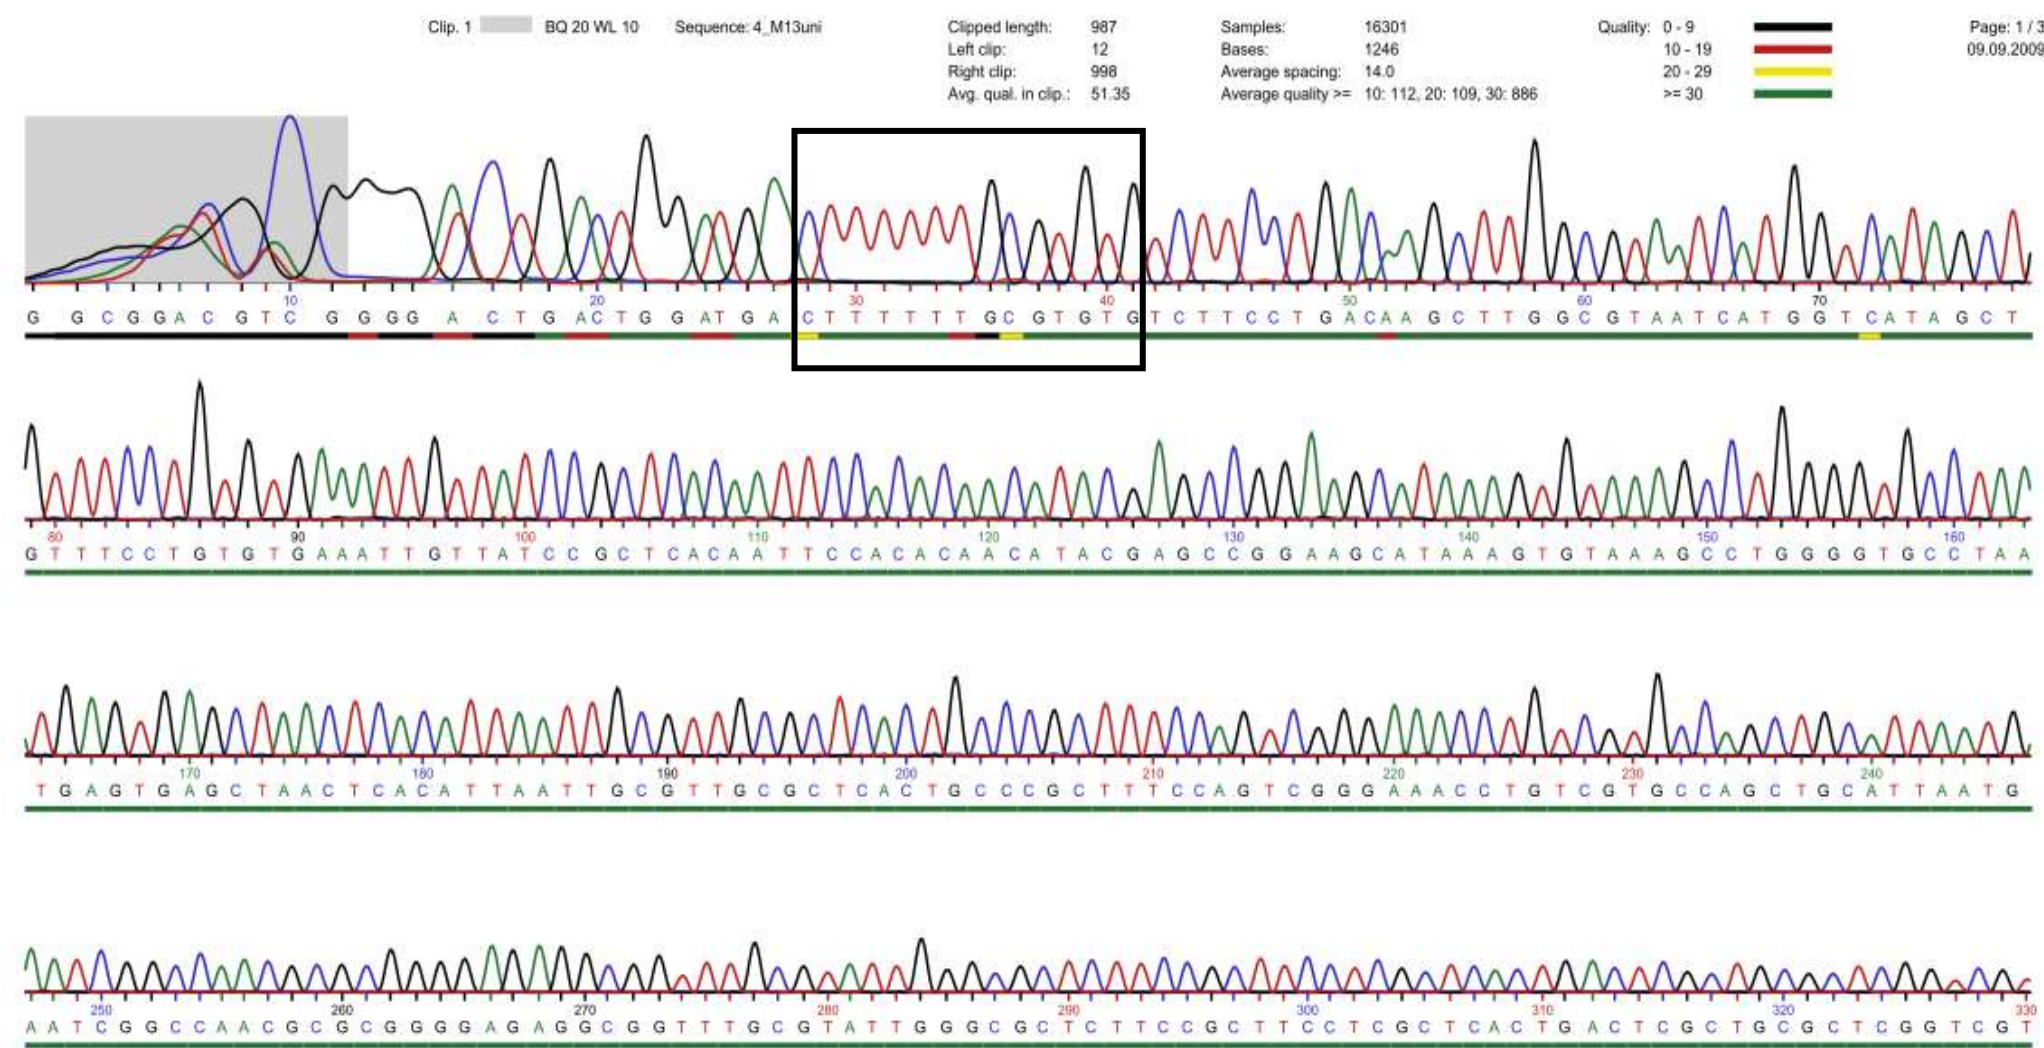 Clip. 1 BQ 20 WL 10 Sequence: 4_M13uni Clipped length: 987 Samples: 16301 Quality: 0 - 9 Page: 1 / 3
Left clip: 12 Bases: 1246 10 - 19 09.09.2009
Right clip: 998 Average spacing: 14.0 20 - 29
Avg. qual. in clip.: 51.35 Average quality >= 10: 112, 20: 109, 30: 886 >= 30
10 20 30 40 50 60 70
G G C G G A C G T C G G G G A C T G A C T G G A T G A C T T T T T T G C G T G T G T C T T C C T G A C A A G C T T G G C G T A A T C A T G G T C A T A G C T
80 90 100 110 120 130 140 150 160
G T T T C C T G T G T G A A A T T G T T A T C C G C T C A C A A T T C C A C A C A A C A T A C G A G C C G G A A G C A T A A A G T G T A A A G C C T G G G G T G C C T A A
170 180 190 200 210 220 230 240
T G A G T G A G C T A A C T C A C A T T A A T T G C G T T G C G C T C A C T G C C C G C T T T C C A G T C G G G A A A C C T G T C G T G C C A G C T G C A T T A A T G
250 260 270 280 290 300 310 320 330
A A T C G G C C A A C G C G C G G G G A G A G G C G G T T T G C G T A T T G G G C G C T C T T C C G C T T C C T C G C T C A C T G A C T C G C T G C G C T C G G T C G T